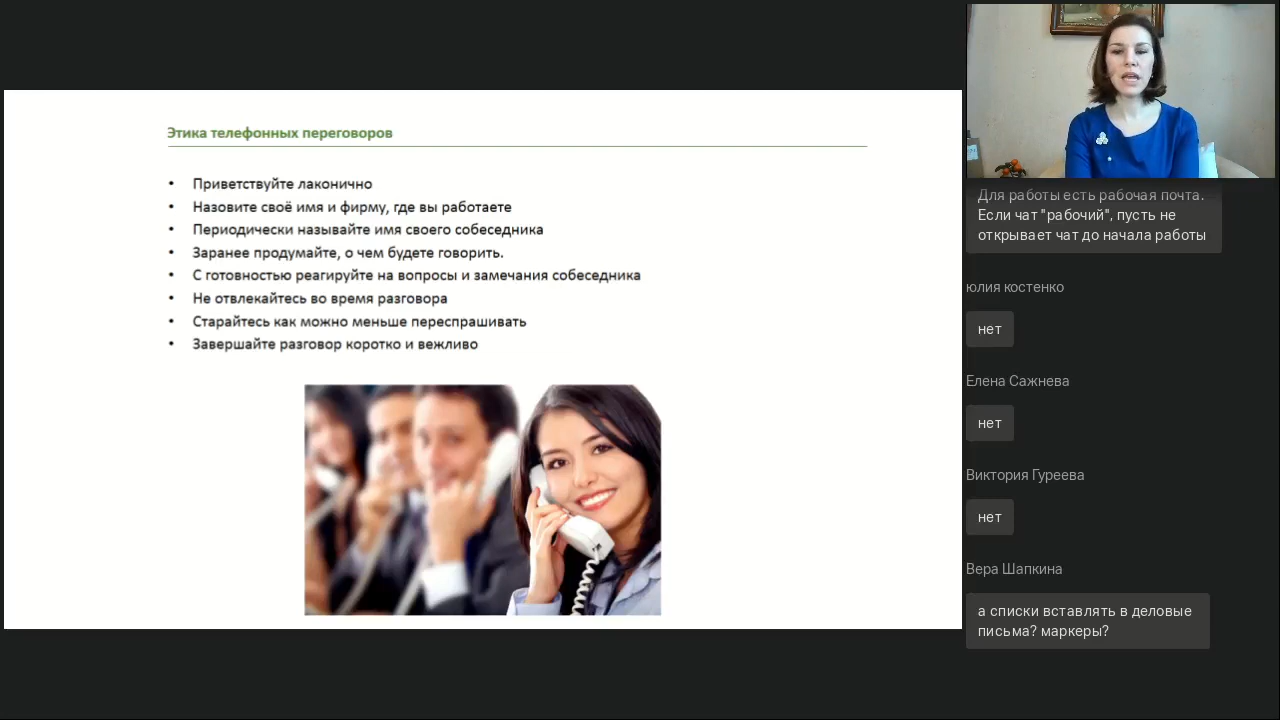 Этика телефонных переговоров
• Приветствуйте лаконично
• Назовите своё имя и фирму, где вы работаете
• Периодически называйте имя своего собеседника
• Заранее продумайте, о чем будете говорить.
• С готовностью реагируйте на вопросы и замечания собеседника
• Не отвлекайтесь во время разговора
• Старайтесь как можно меньше переспрашивать
• Завершайте разговор коротко и вежливо
Для работы есть рабочая почта.
Если чат "рабочий", пусть не
открывает чат до начала работы
юлия костенко
нет
Елена Сажнева
нет
Виктория Гуреева
нет
Вера Шапкина
а списки вставлять в деловые
письма? маркеры?